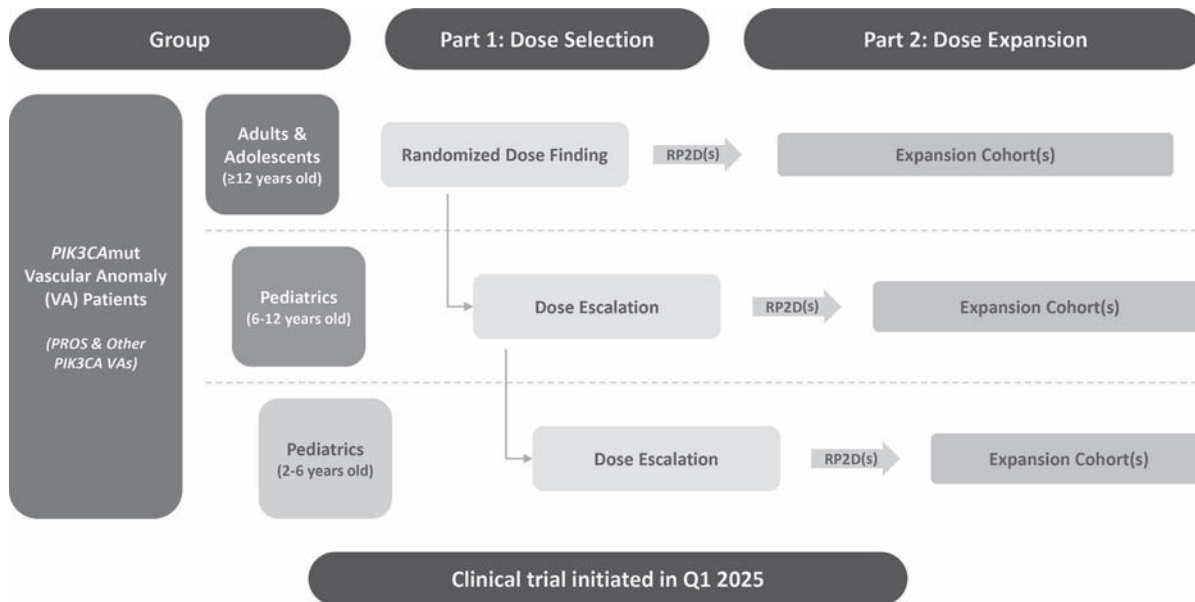 Group
Part 1: Dose Selection
Part 2: Dose Expansion
PIK3CAmut
Vascular Anomaly
(VA) Patients
(PROS & Other
PIK3CA VAs)
Adults &
Adolescents
(≥12 years old)
Randomized Dose Finding
RP2D(s)
Expansion Cohort(s)
Pediatrics
(6-12 years old)
Dose Escalation
RP2D(s)
Expansion Cohort(s)
Pediatrics
(2-6 years old)
Dose Escalation
RP2D(s)
Expansion Cohort(s)
Clinical trial initiated in Q1 2025